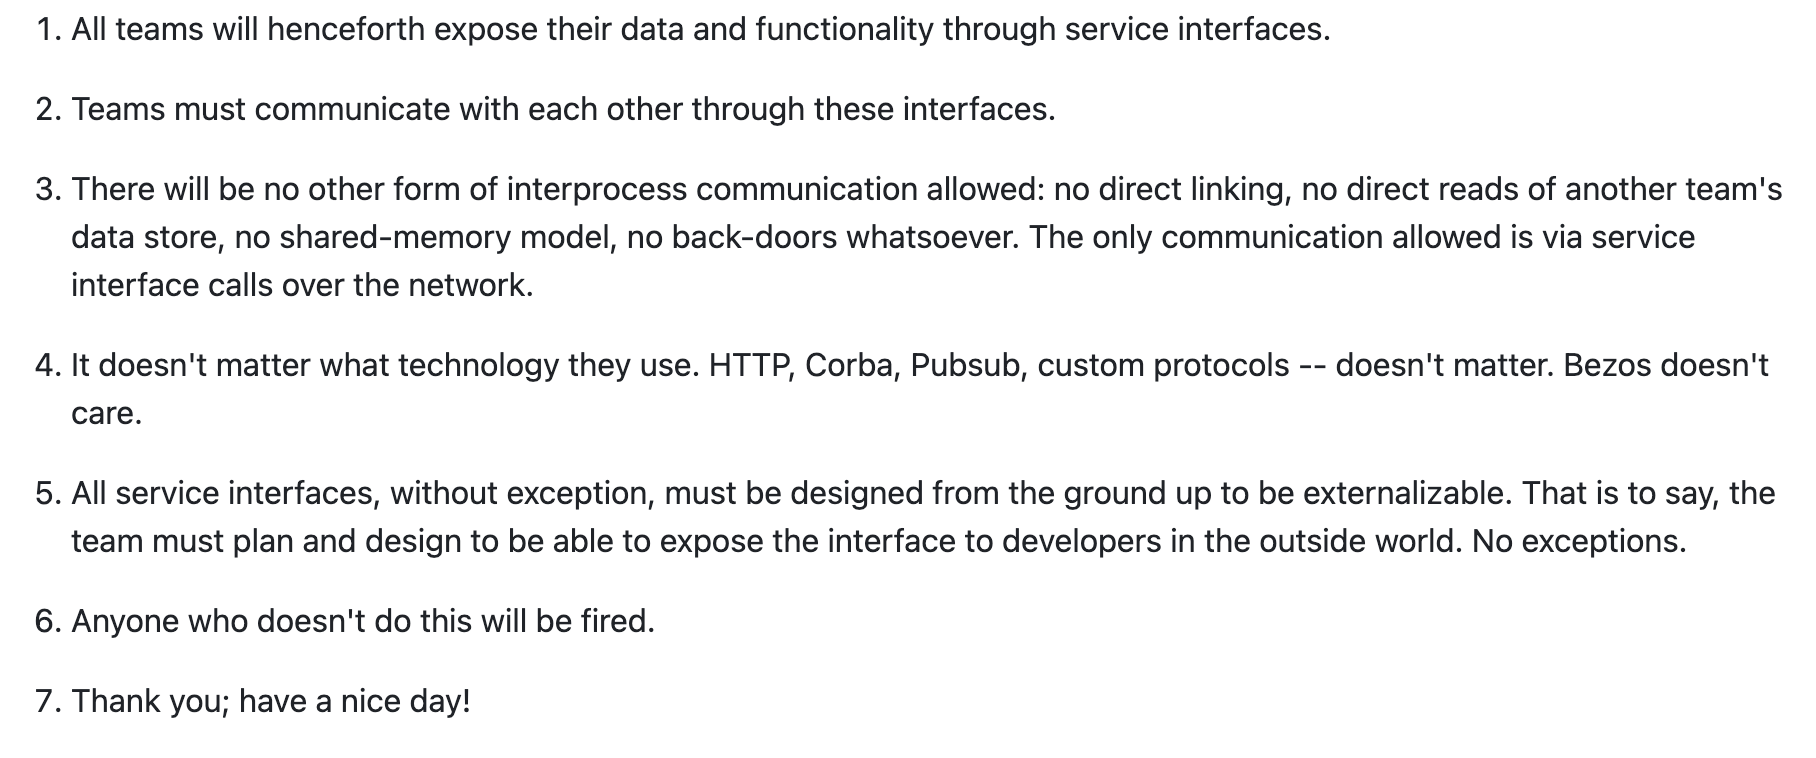 1. All teams will henceforth expose their data and functionality through service interfaces.
2. Teams must communicate with each other through these interfaces.
3. There will be no other form of interprocess communication allowed: no direct linking, no direct reads of another team's
data store, no shared-memory model, no back-doors whatsoever. The only communication allowed is via service
interface calls over the network.
4. It doesn't matter what technology they use. HTTP, Corba, Pubsub, custom protocols -- doesn't matter. Bezos doesn't
care.
5. All service interfaces, without exception, must be designed from the ground up to be externalizable. That is to say, the
team must plan and design to be able to expose the interface to developers in the outside world. No exceptions.
6. Anyone who doesn't do this will be fired.
7. Thank you; have a nice day!